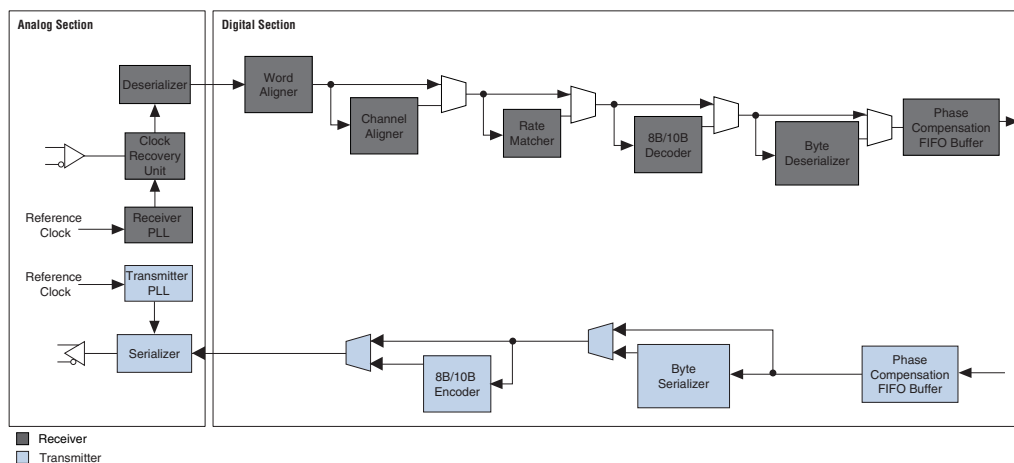 Analog Section
Digital Section
Deserializer
Word
Aligner
Channel
Aligner
Rate
Matcher
8B/10B
Decoder
Byte
Deserializer
Phase
Compensation
FIFO Buffer
Clock
Recovery
Unit
Reference
Clock
Receiver
PLL
Reference
Clock
Transmitter
PLL
Serializer
8B/10B
Encoder
Byte
Serializer
Phase
Compensation
FIFO Buffer
Receiver
Transmitter